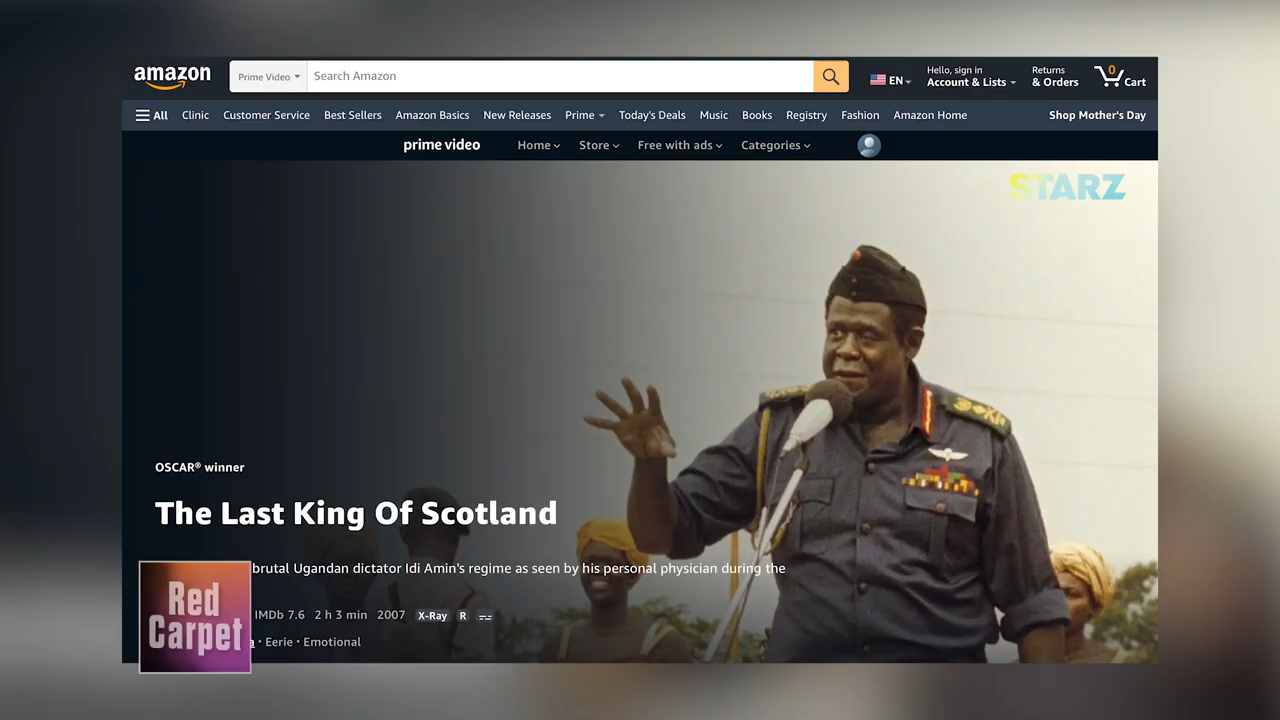 amazon
Prime Video
Search Amazon
EN
Hello, sign in
Account & Lists
Returns
& Orders
0
Cart
All
Clinic
Customer Service
Best Sellers
Amazon Basics
New Releases
Prime
Today's Deals
Music
Books
Registry
Fashion
Amazon Home
Shop Mother's Day
prime video
Home
Store
Free with ads
Categories
STARZ
OSCAR® winner
The Last King Of Scotland
brutal Ugandan dictator Idi Amin's regime as seen by his personal physician during the
IMDb 7.6 2 h 3 min 2007 X-Ray R
· Eerie · Emotional
Red
Carpet